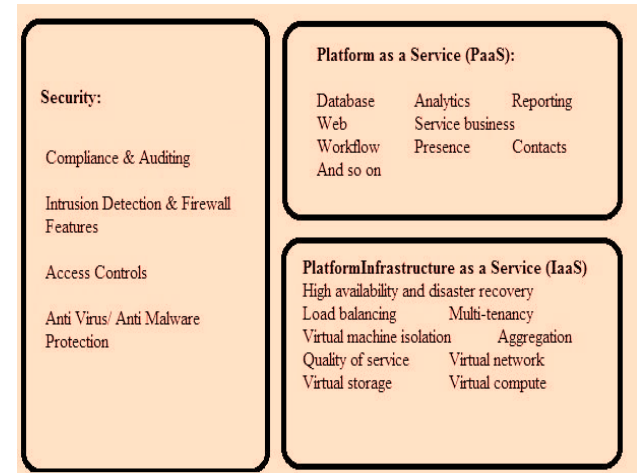 Security:
Compliance & Auditing
Intrusion Detection & Firewall
Features
Access Controls
Anti Virus/ Anti Malware
Protection
Platform as a Service (PaaS):
Database Analytics Reporting
Web Service business
Workflow Presence Contacts
And so on
PlatformInfrastructure as a Service (IaaS)
High availability and disaster recovery
Load balancing Multi-tenancy
Virtual machine isolation Aggregation
Quality of service Virtual network
Virtual storage Virtual compute